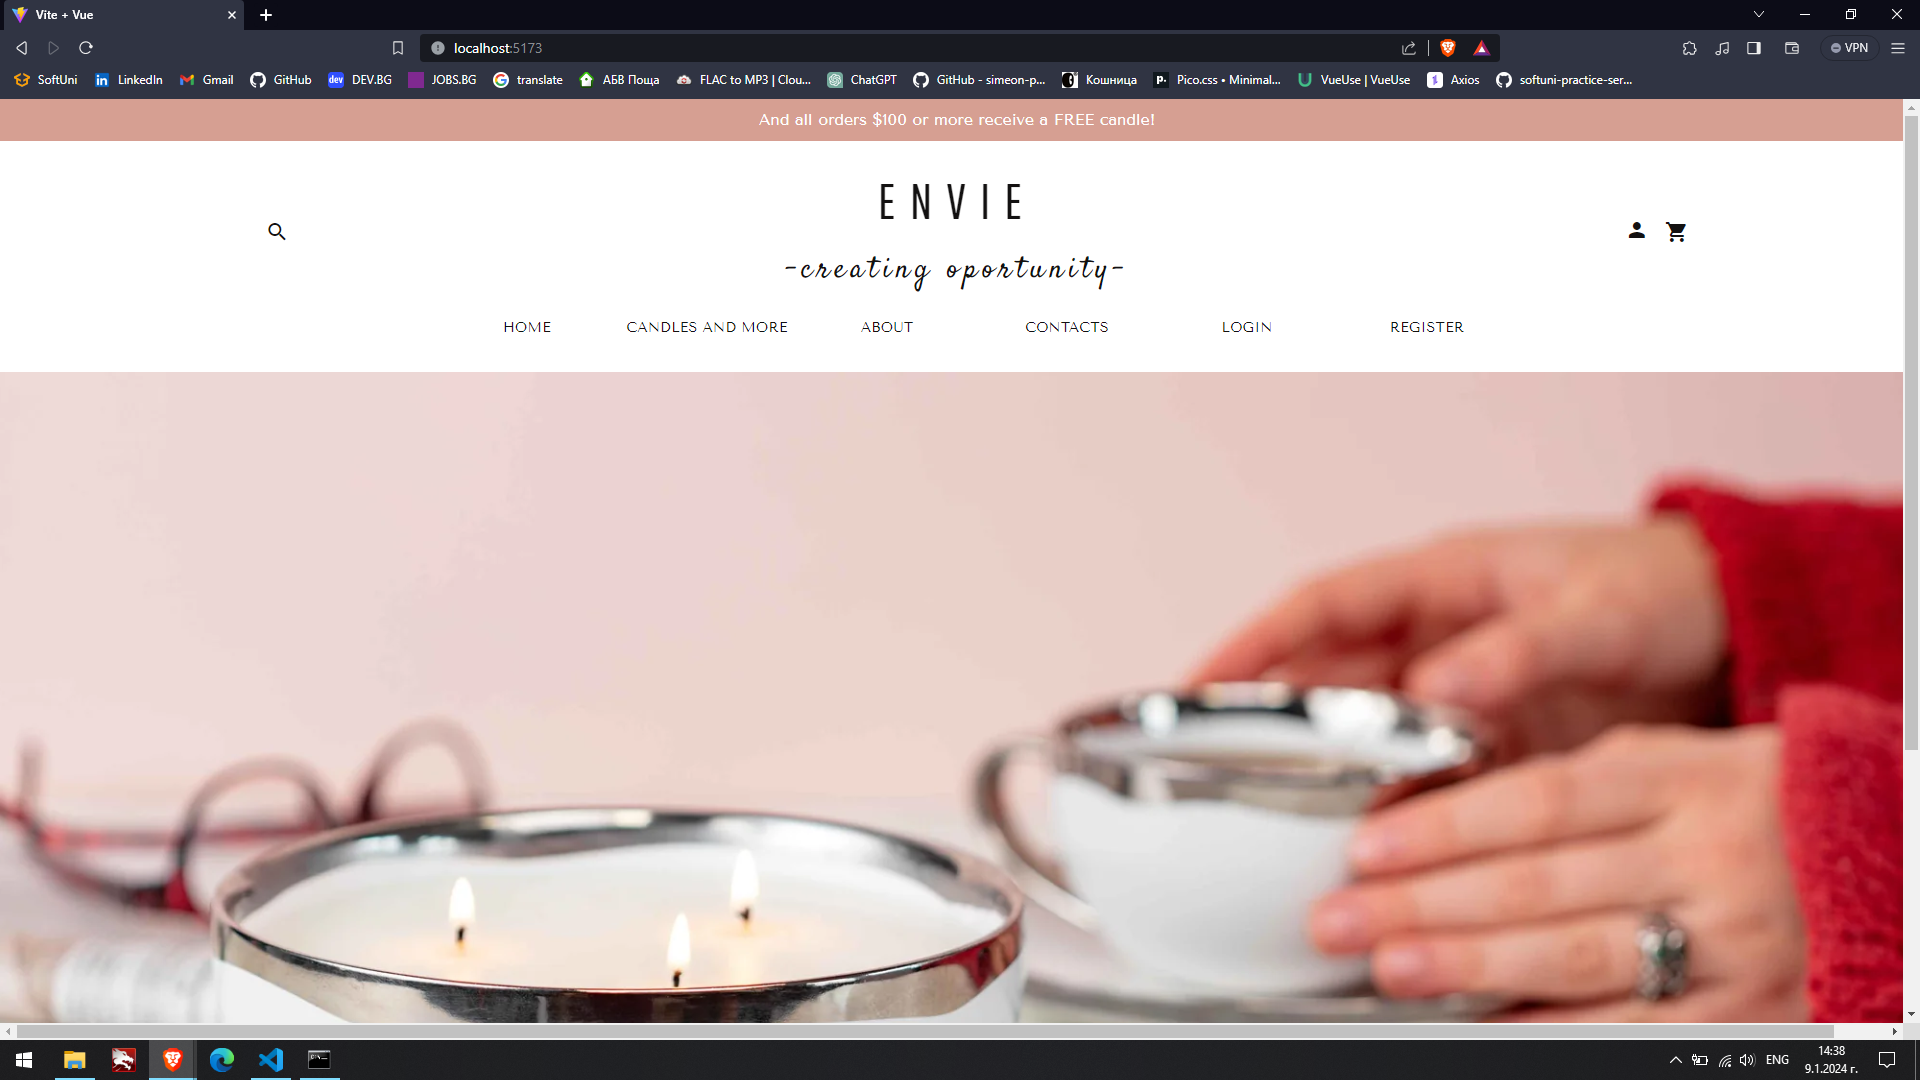 Vite + Vue
localhost:5173
VPN
SoftUni LinkedIn Gmail GitHub DEV.BG JOBS.BG translate АБВ Поща FLAC to MP3 | Clou... ChatGPT GitHub - simeon-p... Кошница Pico.css • Minimal... VueUse | VueUse Axios softuni-practice-ser...
And all orders $100 or more receive a FREE candle!
ENVIE
-creating oportunity-
HOME CANDLES AND MORE ABOUT CONTACTS LOGIN REGISTER
ENG
14:38
9.1.2024 г.